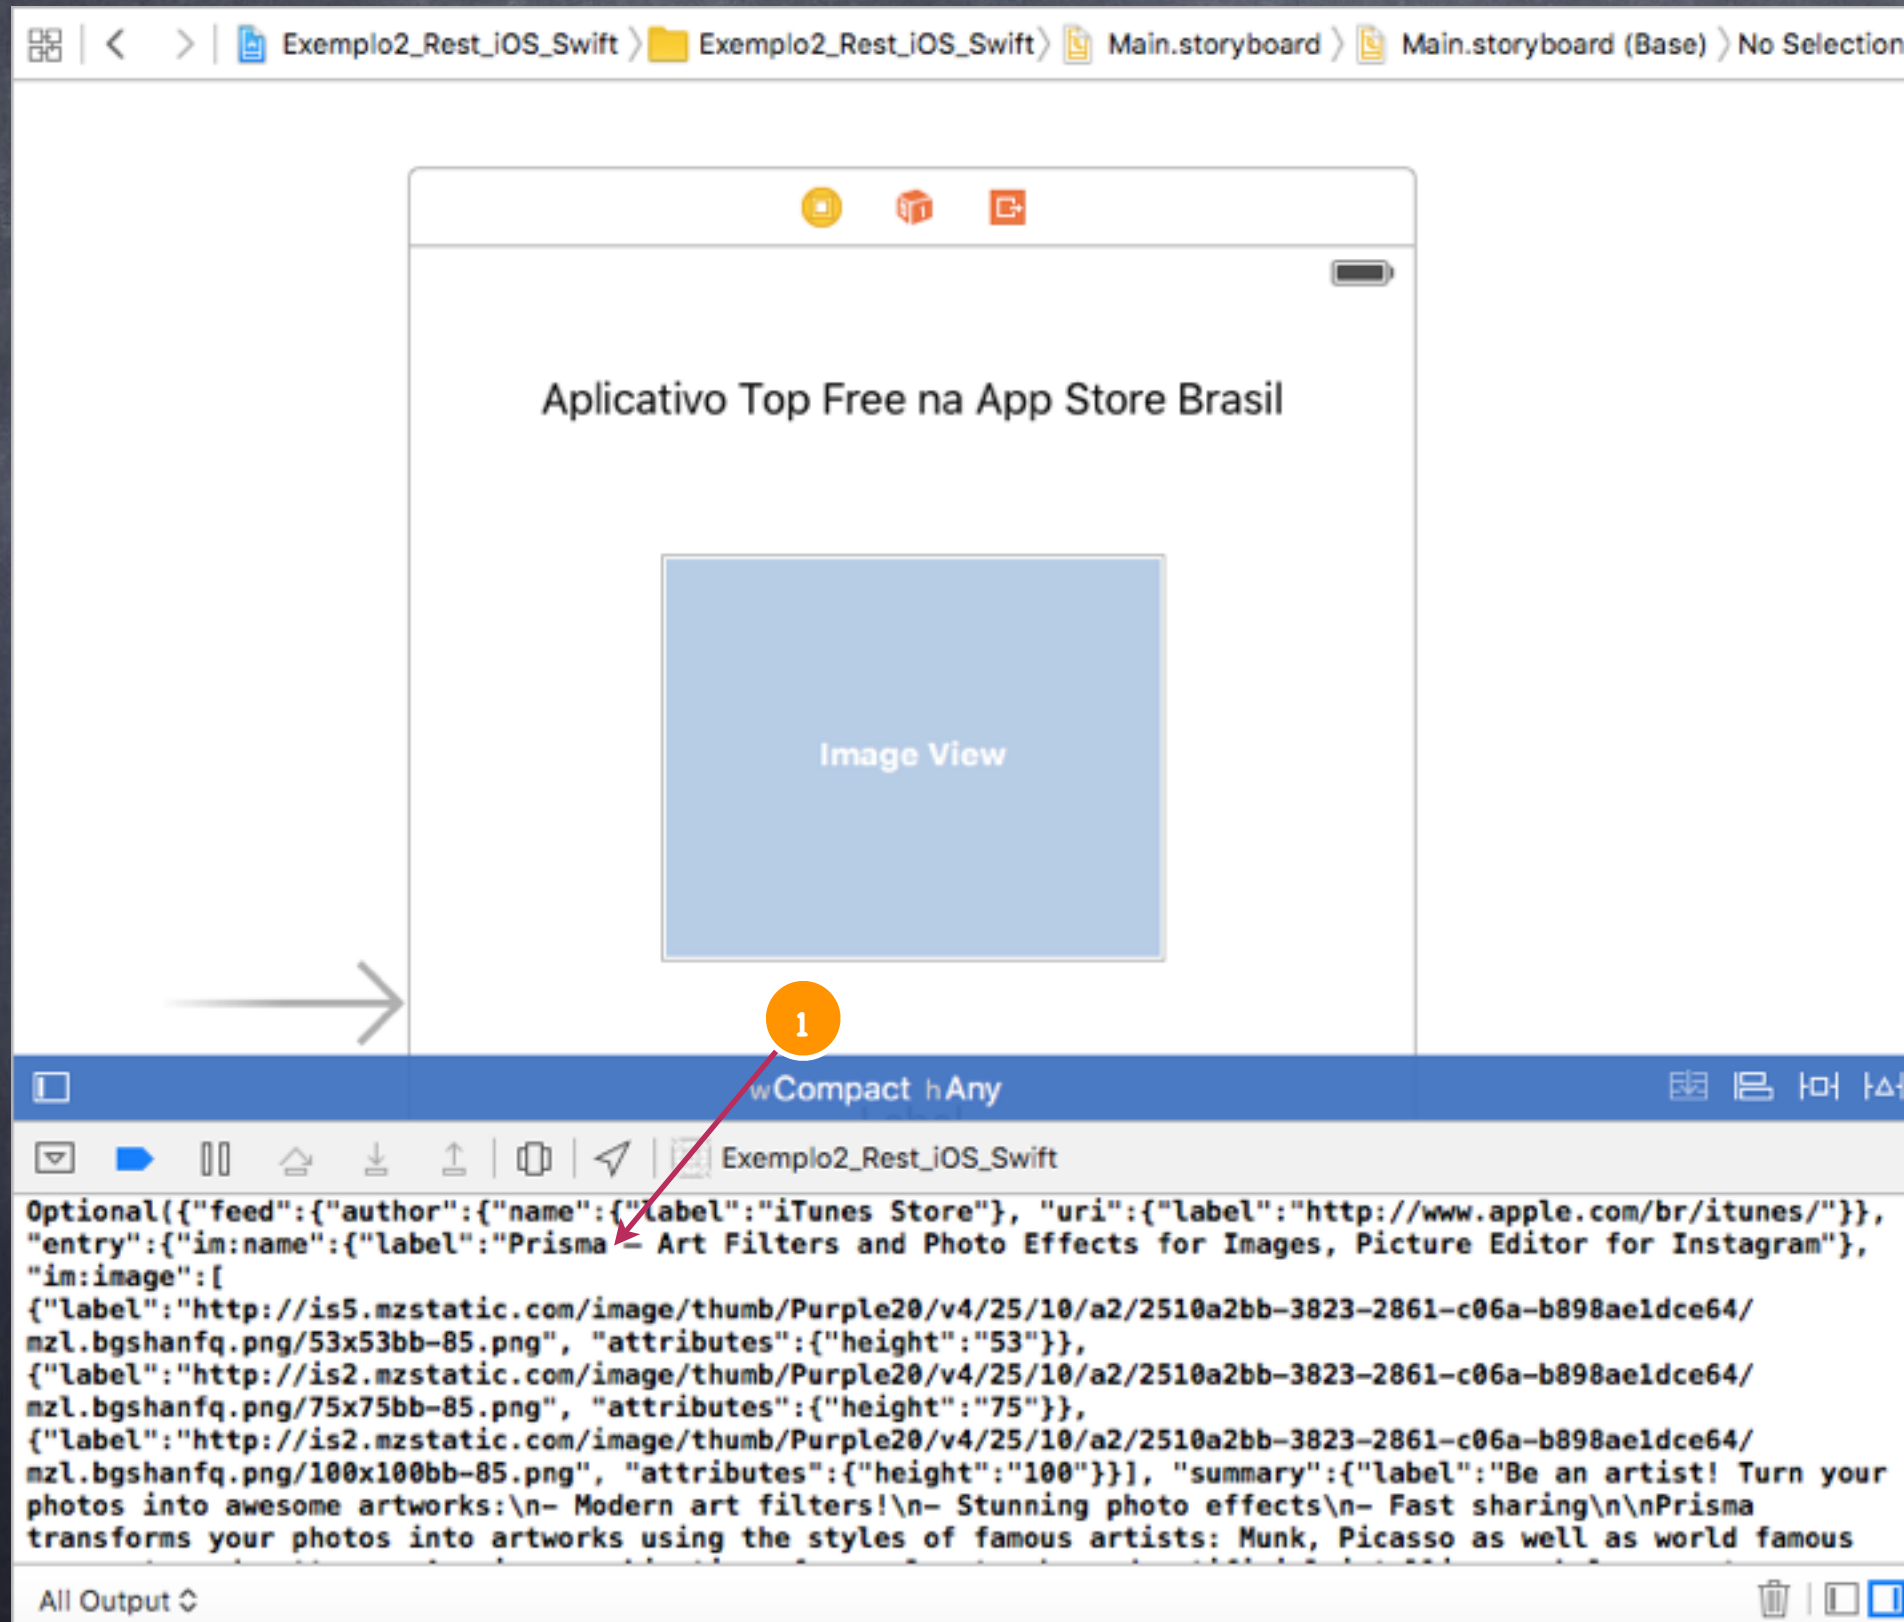 Exemplo2_Rest_iOS_Swift Exemplo2_Rest_iOS_Swift Main.storyboard Main.storyboard (Base) No Selection
Aplicativo Top Free na App Store Brasil
Image View
1
wCompact hAny
Label
Exemplo2_Rest_iOS_Swift
Optional({"feed":{"author":{"name":{"label":"iTunes Store"}, "uri":{"label":"http://www.apple.com/br/itunes/"}},
"entry":{"im:name":{"label":"Prisma – Art Filters and Photo Effects for Images, Picture Editor for Instagram"},
"im:image":[
{"label":"http://is5.mzstatic.com/image/thumb/Purple20/v4/25/10/a2/2510a2bb-3823-2861-c06a-b898ae1dce64/
mzl.bgshanfq.png/53x53bb-85.png", "attributes":{"height":"53"}},
{"label":"http://is2.mzstatic.com/image/thumb/Purple20/v4/25/10/a2/2510a2bb-3823-2861-c06a-b898ae1dce64/
mzl.bgshanfq.png/75x75bb-85.png", "attributes":{"height":"75"}},
{"label":"http://is2.mzstatic.com/image/thumb/Purple20/v4/25/10/a2/2510a2bb-3823-2861-c06a-b898ae1dce64/
mzl.bgshanfq.png/100x100bb-85.png", "attributes":{"height":"100"}}], "summary":{"label":"Be an artist! Turn your
photos into awesome artworks:\n- Modern art filters!\n- Stunning photo effects\n- Fast sharing\n\nPrisma
transforms your photos into artworks using the styles of famous artists: Munk, Picasso as well as world famous
All Output